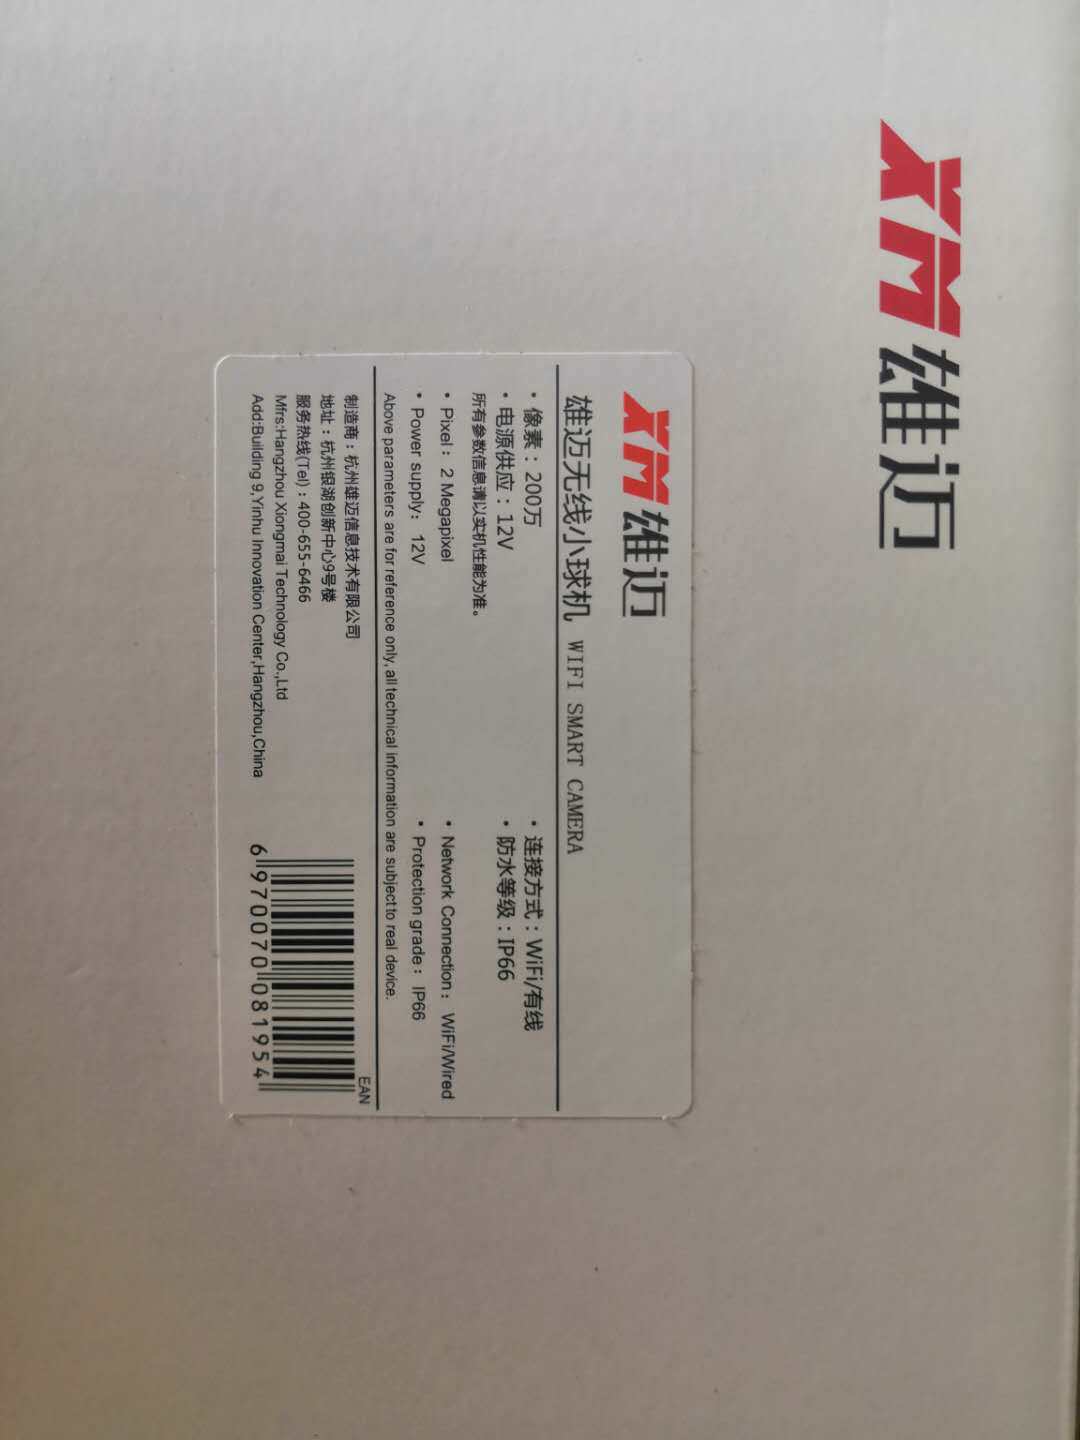 XM 雄迈
XM 雄迈
雄迈无线小球机 WIFI SMART CAMERA
• 像素：200万
• 连接方式：WiFi/有线
• 电源供应：12V
• 防水等级：IP66
所有参数信息请以实机性能为准。
• Pixel： 2 Megapixel
• Network Connection： WiFi/Wired
• Power supply： 12V
• Protection grade： IP66
Above parameters are for reference only,all technical information are subject to real device.
制造商：杭州雄迈信息技术有限公司
地址：杭州银湖创新中心9号楼
服务热线(Tel)：400-655-6466
Mfrs:Hangzhou Xiongmai Technology Co.,Ltd
Add:Building 9,Yinhu Innovation Center,Hangzhou,China
EAN
6 970070 081954